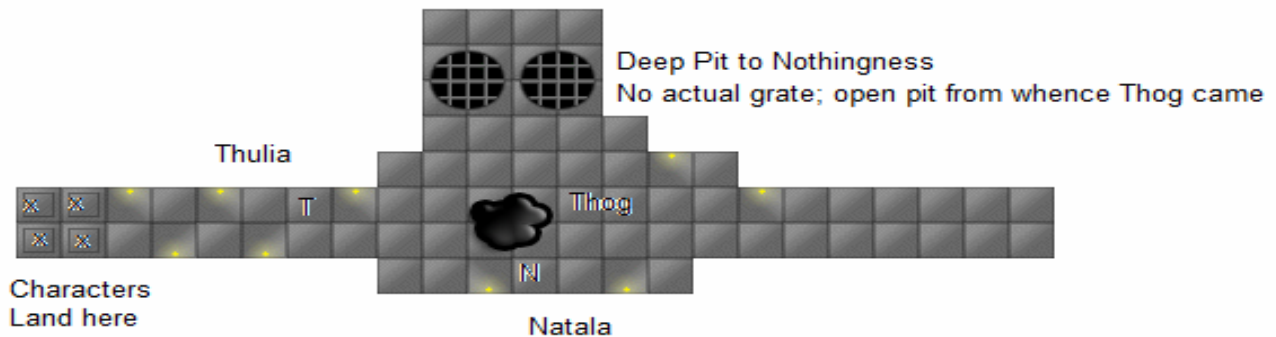 Deep Pit to Nothingness
No actual grate; open pit from whence Thog came
Thulia
x x
T
Thog
x x
N
Characters
Land here
Natala